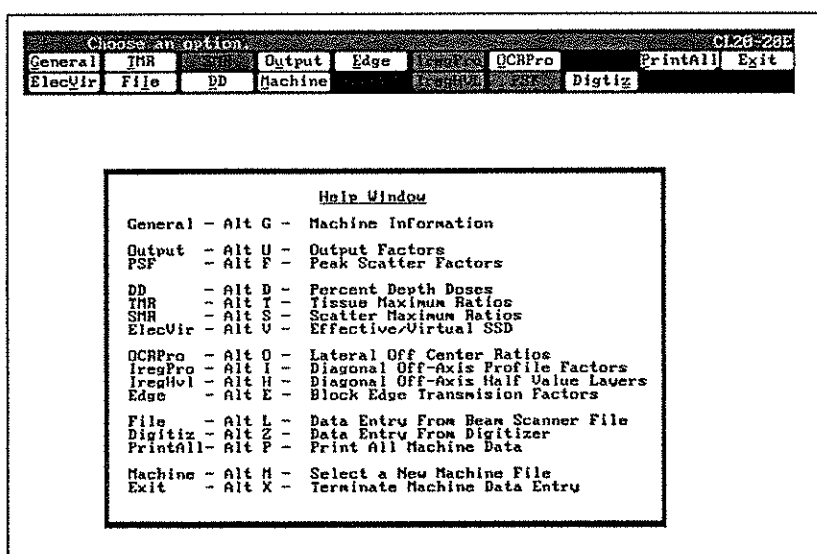 Choose an option. CL20-20E
General TMR SMR Output Edge IregPro OCRPro PrintAll Exit
ElecVir File DD Machine IregHvl PSF Digtiz
Help Window
General - Alt G - Machine Information
Output - Alt U - Output Factors
PSF - Alt F - Peak Scatter Factors
DD - Alt D - Percent Depth Doses
TMR - Alt T - Tissue Maximum Ratios
SMR - Alt S - Scatter Maximum Ratios
ElecVir - Alt V - Effective/Virtual SSD
OCRPro - Alt O - Lateral Off Center Ratios
IregPro - Alt I - Diagonal Off-Axis Profile Factors
IregHvl - Alt H - Diagonal Off-Axis Half Value Layers
Edge - Alt E - Block Edge Transmision Factors
File - Alt L - Data Entry From Beam Scanner File
Digitiz - Alt Z - Data Entry From Digitizer
PrintAll- Alt P - Print All Machine Data
Machine - Alt M - Select a New Machine File
Exit - Alt X - Terminate Machine Data Entry